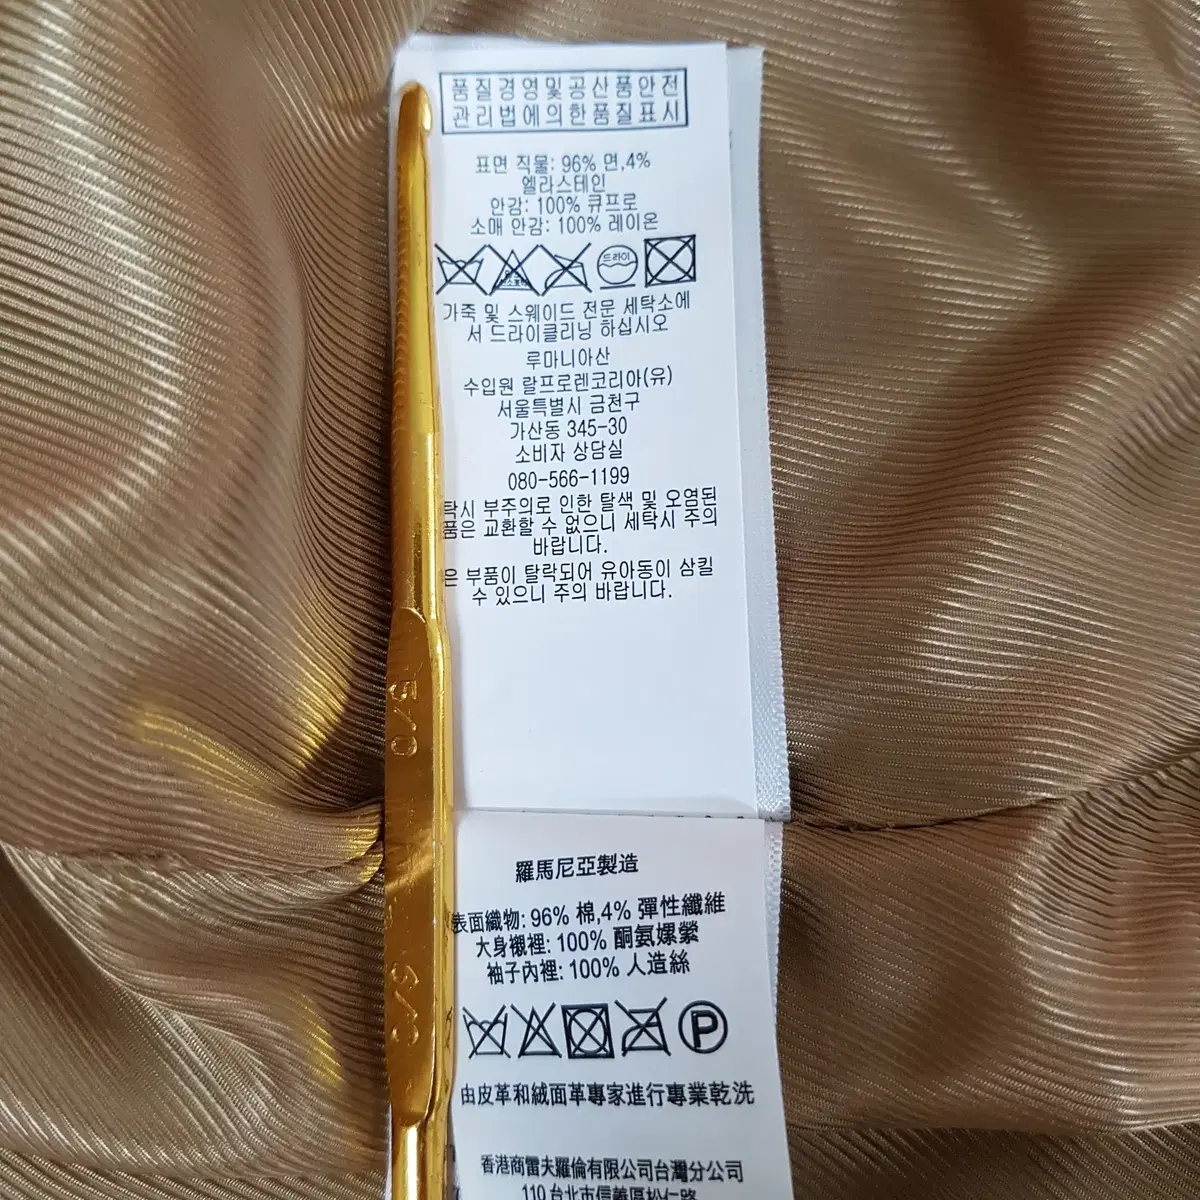 품질경영및공산품안전
관리법에의한품질표시
표면 직물: 96% 면,4%
엘라스테인
안감: 100% 큐프로
소매 안감: 100% 레이온
드라이
가죽 및 스웨이드 전문 세탁소에
서 드라이클리닝 하십시오
루마니아산
수입원 랄프로렌코리아(유)
서울특별시 금천구
가산동 345-30
소비자 상담실
080-566-1199
탁시 부주의로 인한 탈색 및 오염된
품은 교환할 수 없으니 세탁시 주의
바랍니다.
은 부품이 탈락되어 유아동이 삼킬
수 있으니 주의 바랍니다.
5/0
6/0
羅馬尼亞製造
表面織物: 96% 棉,4% 彈性纖維
大身襯裡: 100% 酮氨嫘縈
袖子內裡: 100% 人造絲
P
由皮革和絨面革專家進行專業乾洗
香港商雷夫羅倫有限公司台灣分公司
110 台北市信義區松仁路